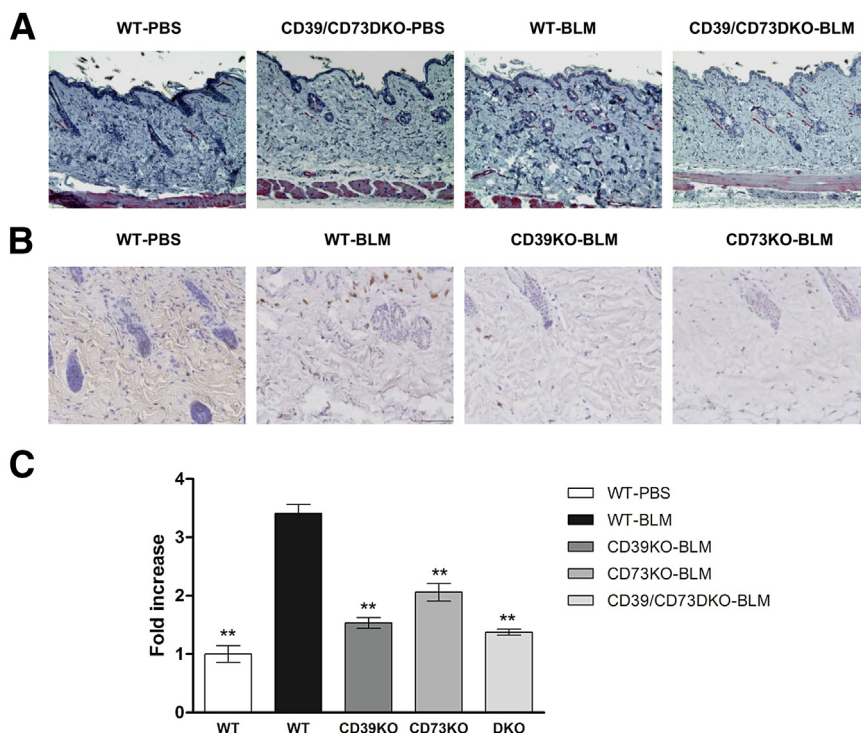 A
WT-PBS
CD39/CD73DKO-PBS
WT-BLM
CD39/CD73DKO-BLM
B
WT-PBS
WT-BLM
CD39KO-BLM
CD73KO-BLM
C
Fold increase
4
3
2
1
0
**
**
**
**
WT
WT
CD39KO
CD73KO
DKO
WT-PBS
WT-BLM
CD39KO-BLM
CD73KO-BLM
CD39/CD73DKO-BLM